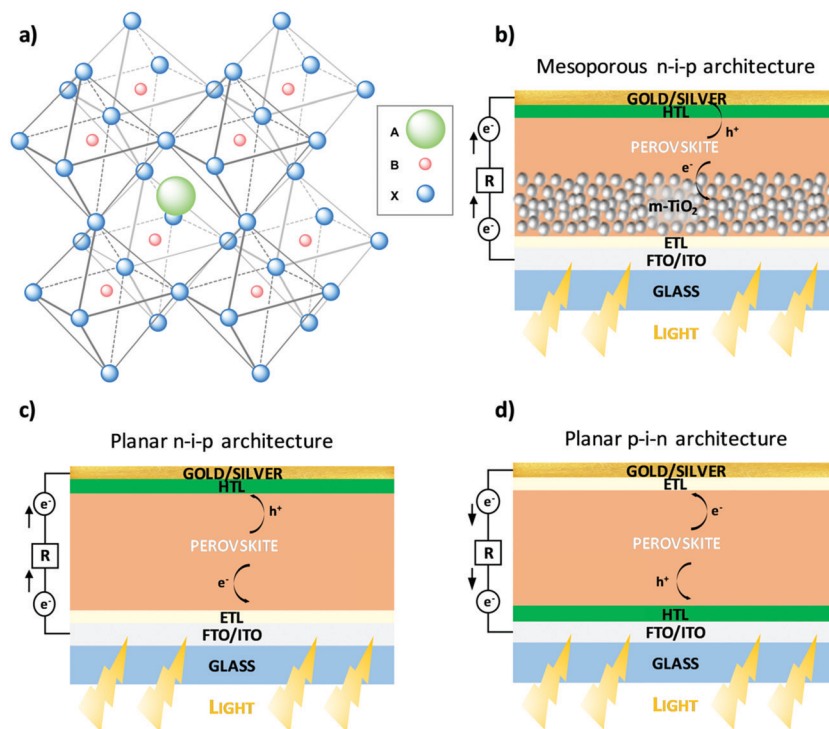 a)
A
B
X
b)
Mesoporous n-i-p architecture
GOLD/SILVER
HTL
h⁺
PEROVSKITE
e⁻
m-TiO₂
ETL
FTO/ITO
GLASS
LIGHT
e⁻
R
e⁻
c)
Planar n-i-p architecture
GOLD/SILVER
HTL
h⁺
PEROVSKITE
e⁻
ETL
FTO/ITO
GLASS
LIGHT
e⁻
R
e⁻
d)
Planar p-i-n architecture
GOLD/SILVER
ETL
e⁻
PEROVSKITE
h⁺
HTL
FTO/ITO
GLASS
LIGHT
e⁻
R
e⁻